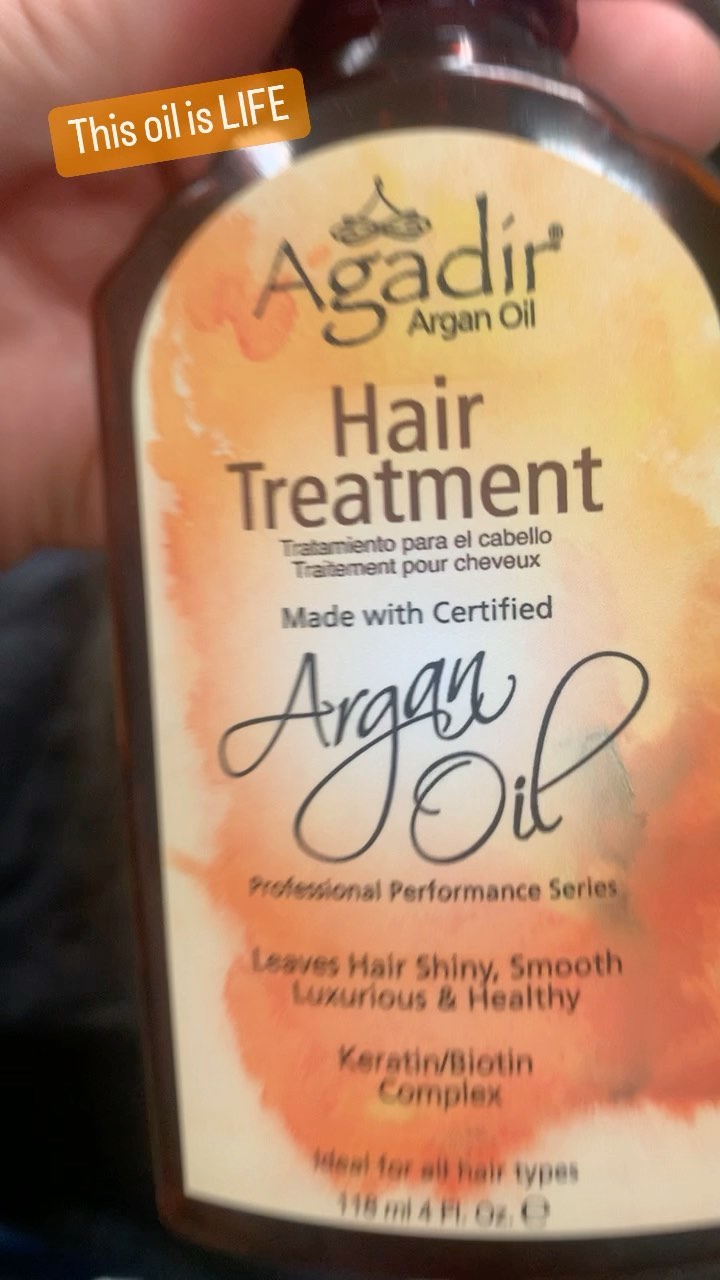 This oil is LIFE
Agadir®
Argan Oil
Hair
Treatment
Tratamiento para el cabello
Traitement pour cheveux
Made with Certified
Argan
Oil
Professional Performance Series
Leaves Hair Shiny, Smooth
Luxurious & Healthy
Keratin/Biotin
Complex
Ideal for all hair types
118 ml 4 Fl. Oz. ℮